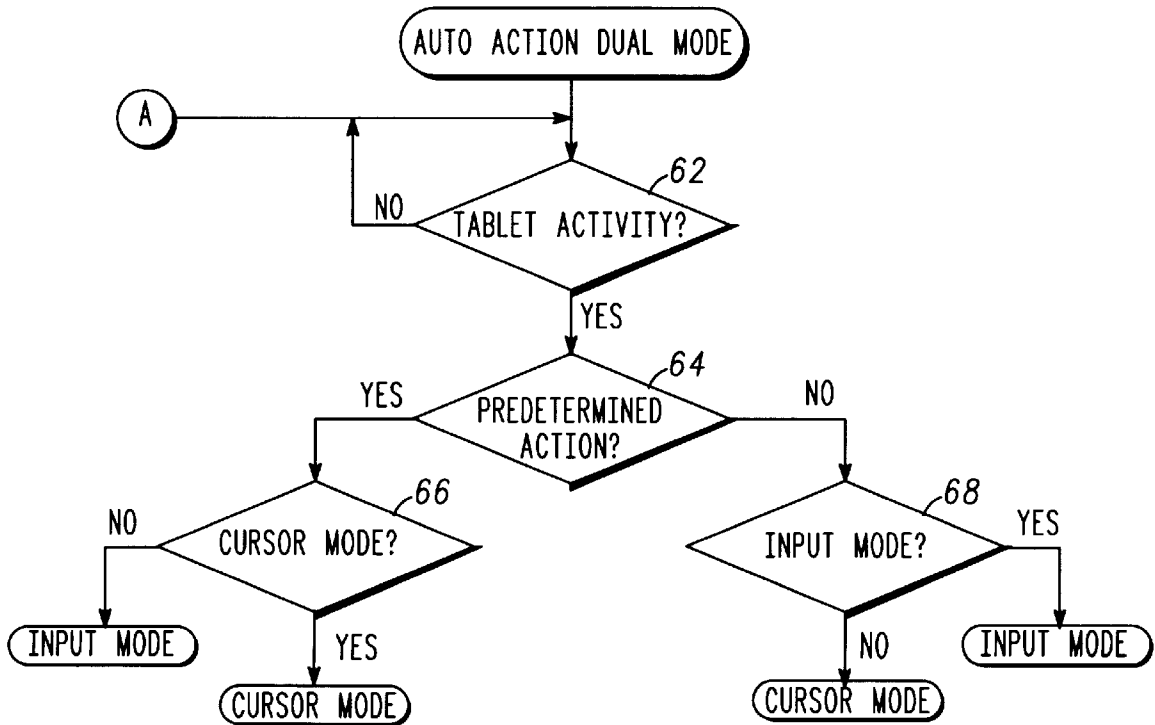 AUTO ACTION DUAL MODE
A
62
NO
TABLET ACTIVITY?
YES
64
YES
NO
PREDETERMINED
ACTION?
66
68
NO
CURSOR MODE?
INPUT MODE?
YES
INPUT MODE
YES
NO
INPUT MODE
CURSOR MODE
CURSOR MODE